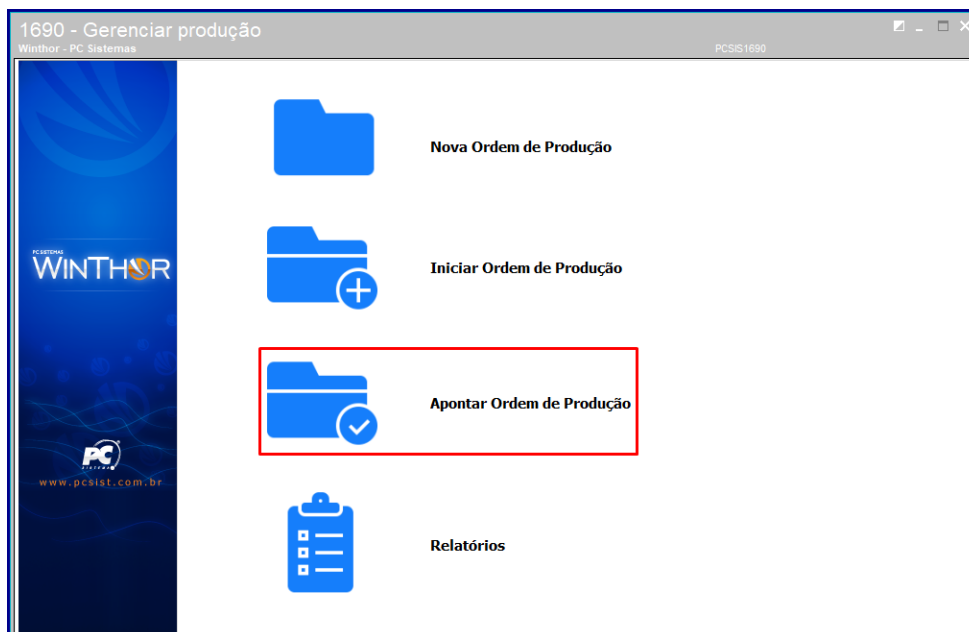 1690 - Gerenciar produção
Winthor - PC Sistemas
PCSIS1690
Nova Ordem de Produção
PC SISTEMAS
WINTHOR
Iniciar Ordem de Produção
Apontar Ordem de Produção
PC
SISTEMAS
www.pcsist.com.br
Relatórios